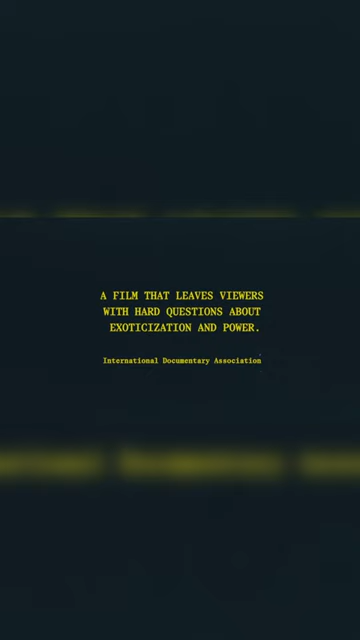 A FILM THAT LEAVES VIEWERS
WITH HARD QUESTIONS ABOUT
EXOTICIZATION AND POWER.
International Documentary Association